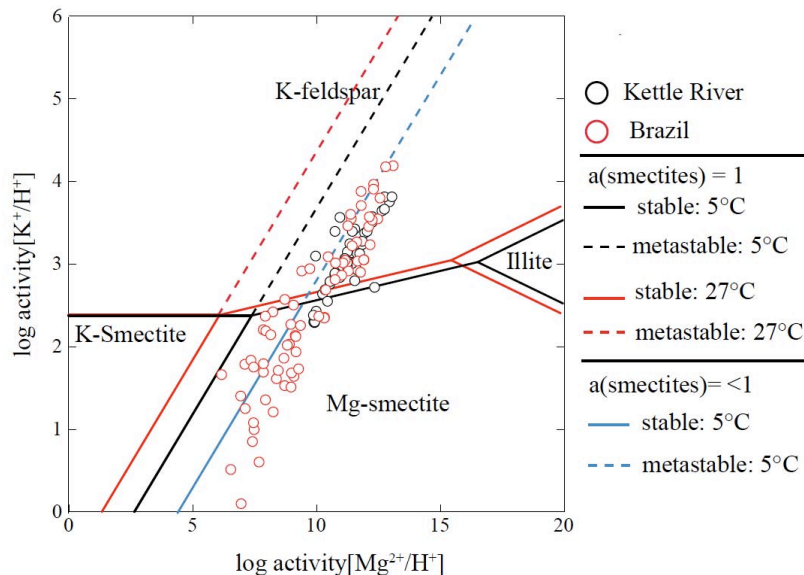 6
5
4
3
2
1
0
0
5
10
15
20
log activity[K⁺/H⁺]
log activity[Mg²⁺/H⁺]
K-feldspar
K-Smectite
Mg-smectite
Illite
Kettle River
Brazil
a(smectites) = 1
stable: 5°C
metastable: 5°C
stable: 27°C
metastable: 27°C
a(smectites)= <1
stable: 5°C
metastable: 5°C